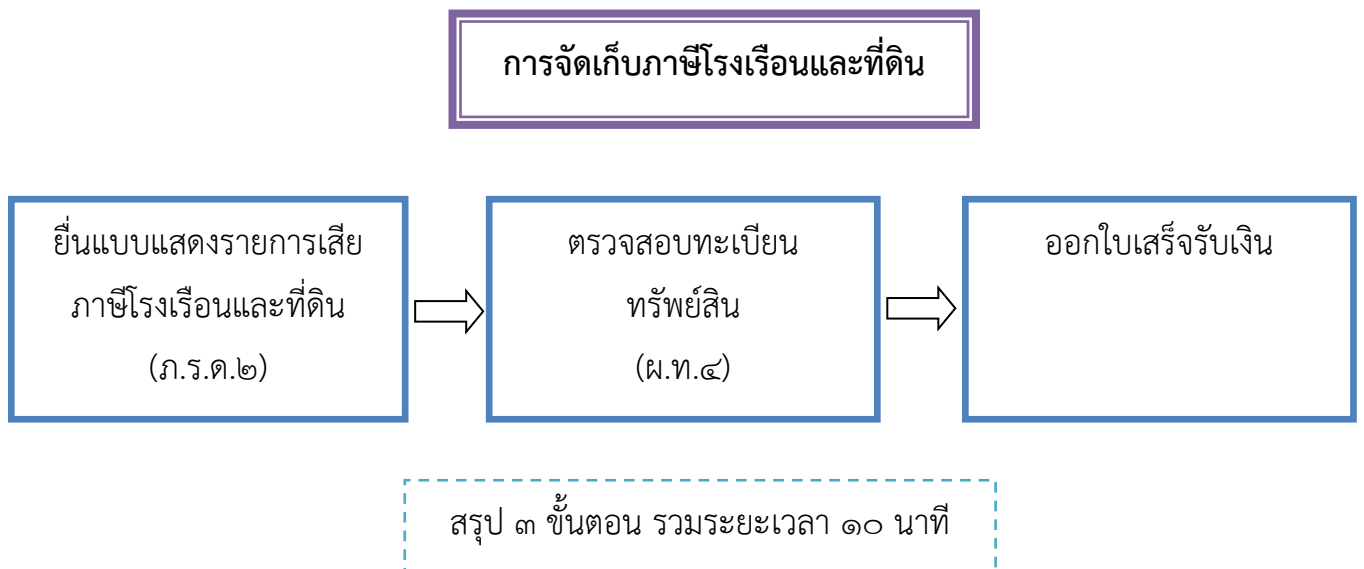 การจัดเก็บภาษีโรงเรือนและที่ดิน
ยื่นแบบแสดงรายการเสีย
ภาษีโรงเรือนและที่ดิน
(ภ.ร.ด.๒)
ตรวจสอบทะเบียน
ทรัพย์สิน
(ผ.ท.๔)
ออกใบเสร็จรับเงิน
สรุป ๓ ขั้นตอน รวมระยะเวลา ๑๐ นาที